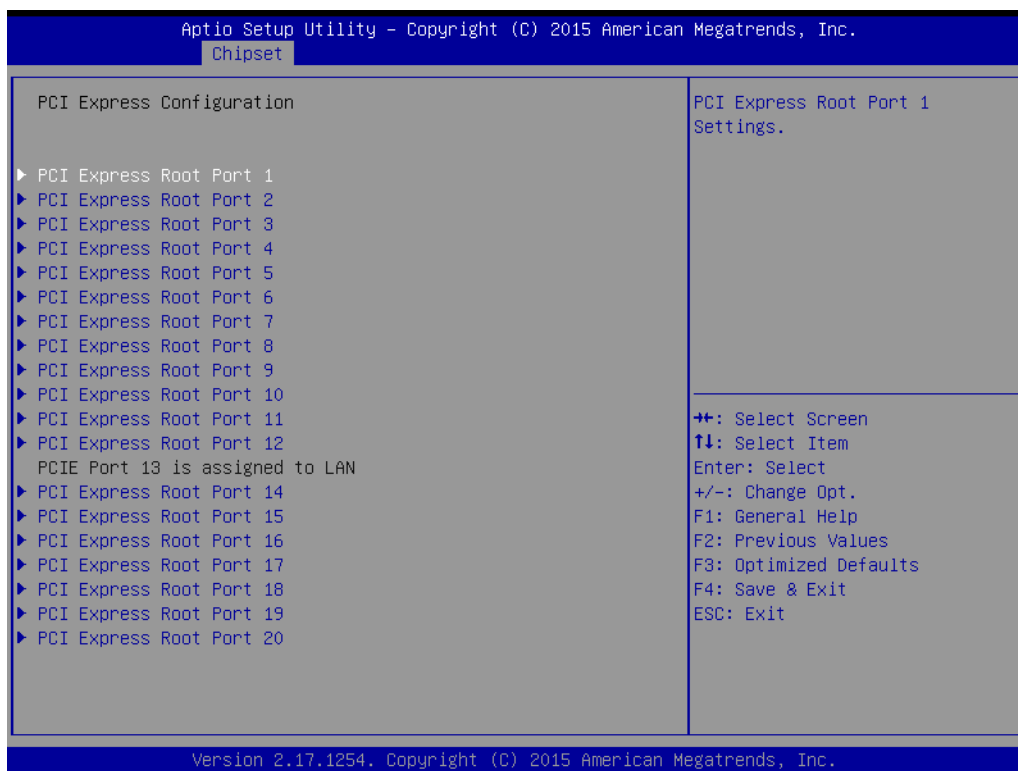 Aptio Setup Utility – Copyright (C) 2015 American Megatrends, Inc.
Chipset
PCI Express Configuration
PCI Express Root Port 1
PCI Express Root Port 2
PCI Express Root Port 3
PCI Express Root Port 4
PCI Express Root Port 5
PCI Express Root Port 6
PCI Express Root Port 7
PCI Express Root Port 8
PCI Express Root Port 9
PCI Express Root Port 10
PCI Express Root Port 11
PCI Express Root Port 12
PCIE Port 13 is assigned to LAN
PCI Express Root Port 14
PCI Express Root Port 15
PCI Express Root Port 16
PCI Express Root Port 17
PCI Express Root Port 18
PCI Express Root Port 19
PCI Express Root Port 20
PCI Express Root Port 1
Settings.
→←: Select Screen
↑↓: Select Item
Enter: Select
+/-: Change Opt.
F1: General Help
F2: Previous Values
F3: Optimized Defaults
F4: Save & Exit
ESC: Exit
Version 2.17.1254. Copyright (C) 2015 American Megatrends, Inc.